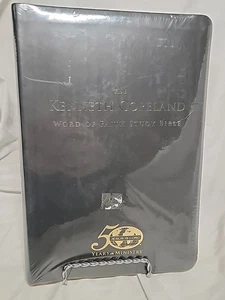 THE
KENNETH COPELAND
WORD OF FAITH STUDY BIBLE
50
YEARS OF MINISTRY